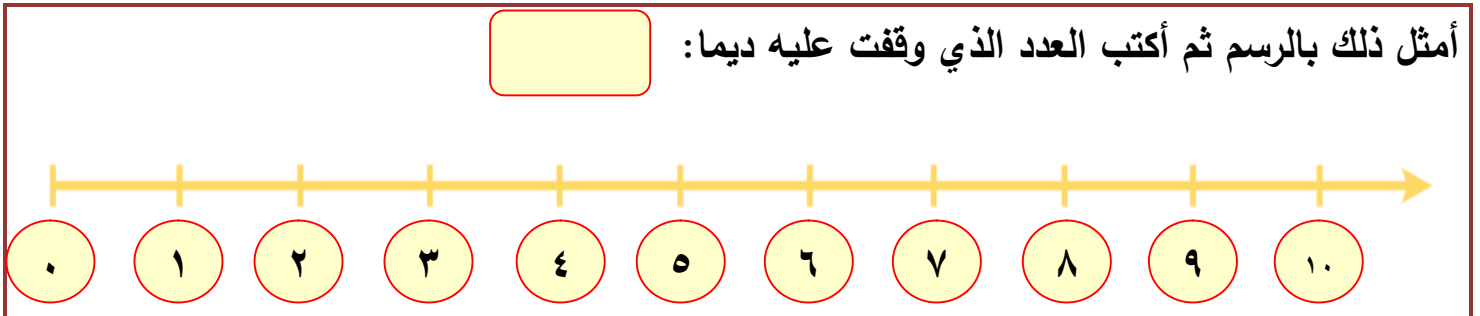 أمثل ذلك بالرسم ثم أكتب العدد الذي وقفت عليه ديما:
٠ ١ ٢ ٣ ٤ ٥ ٦ ٧ ٨ ٩ ١٠